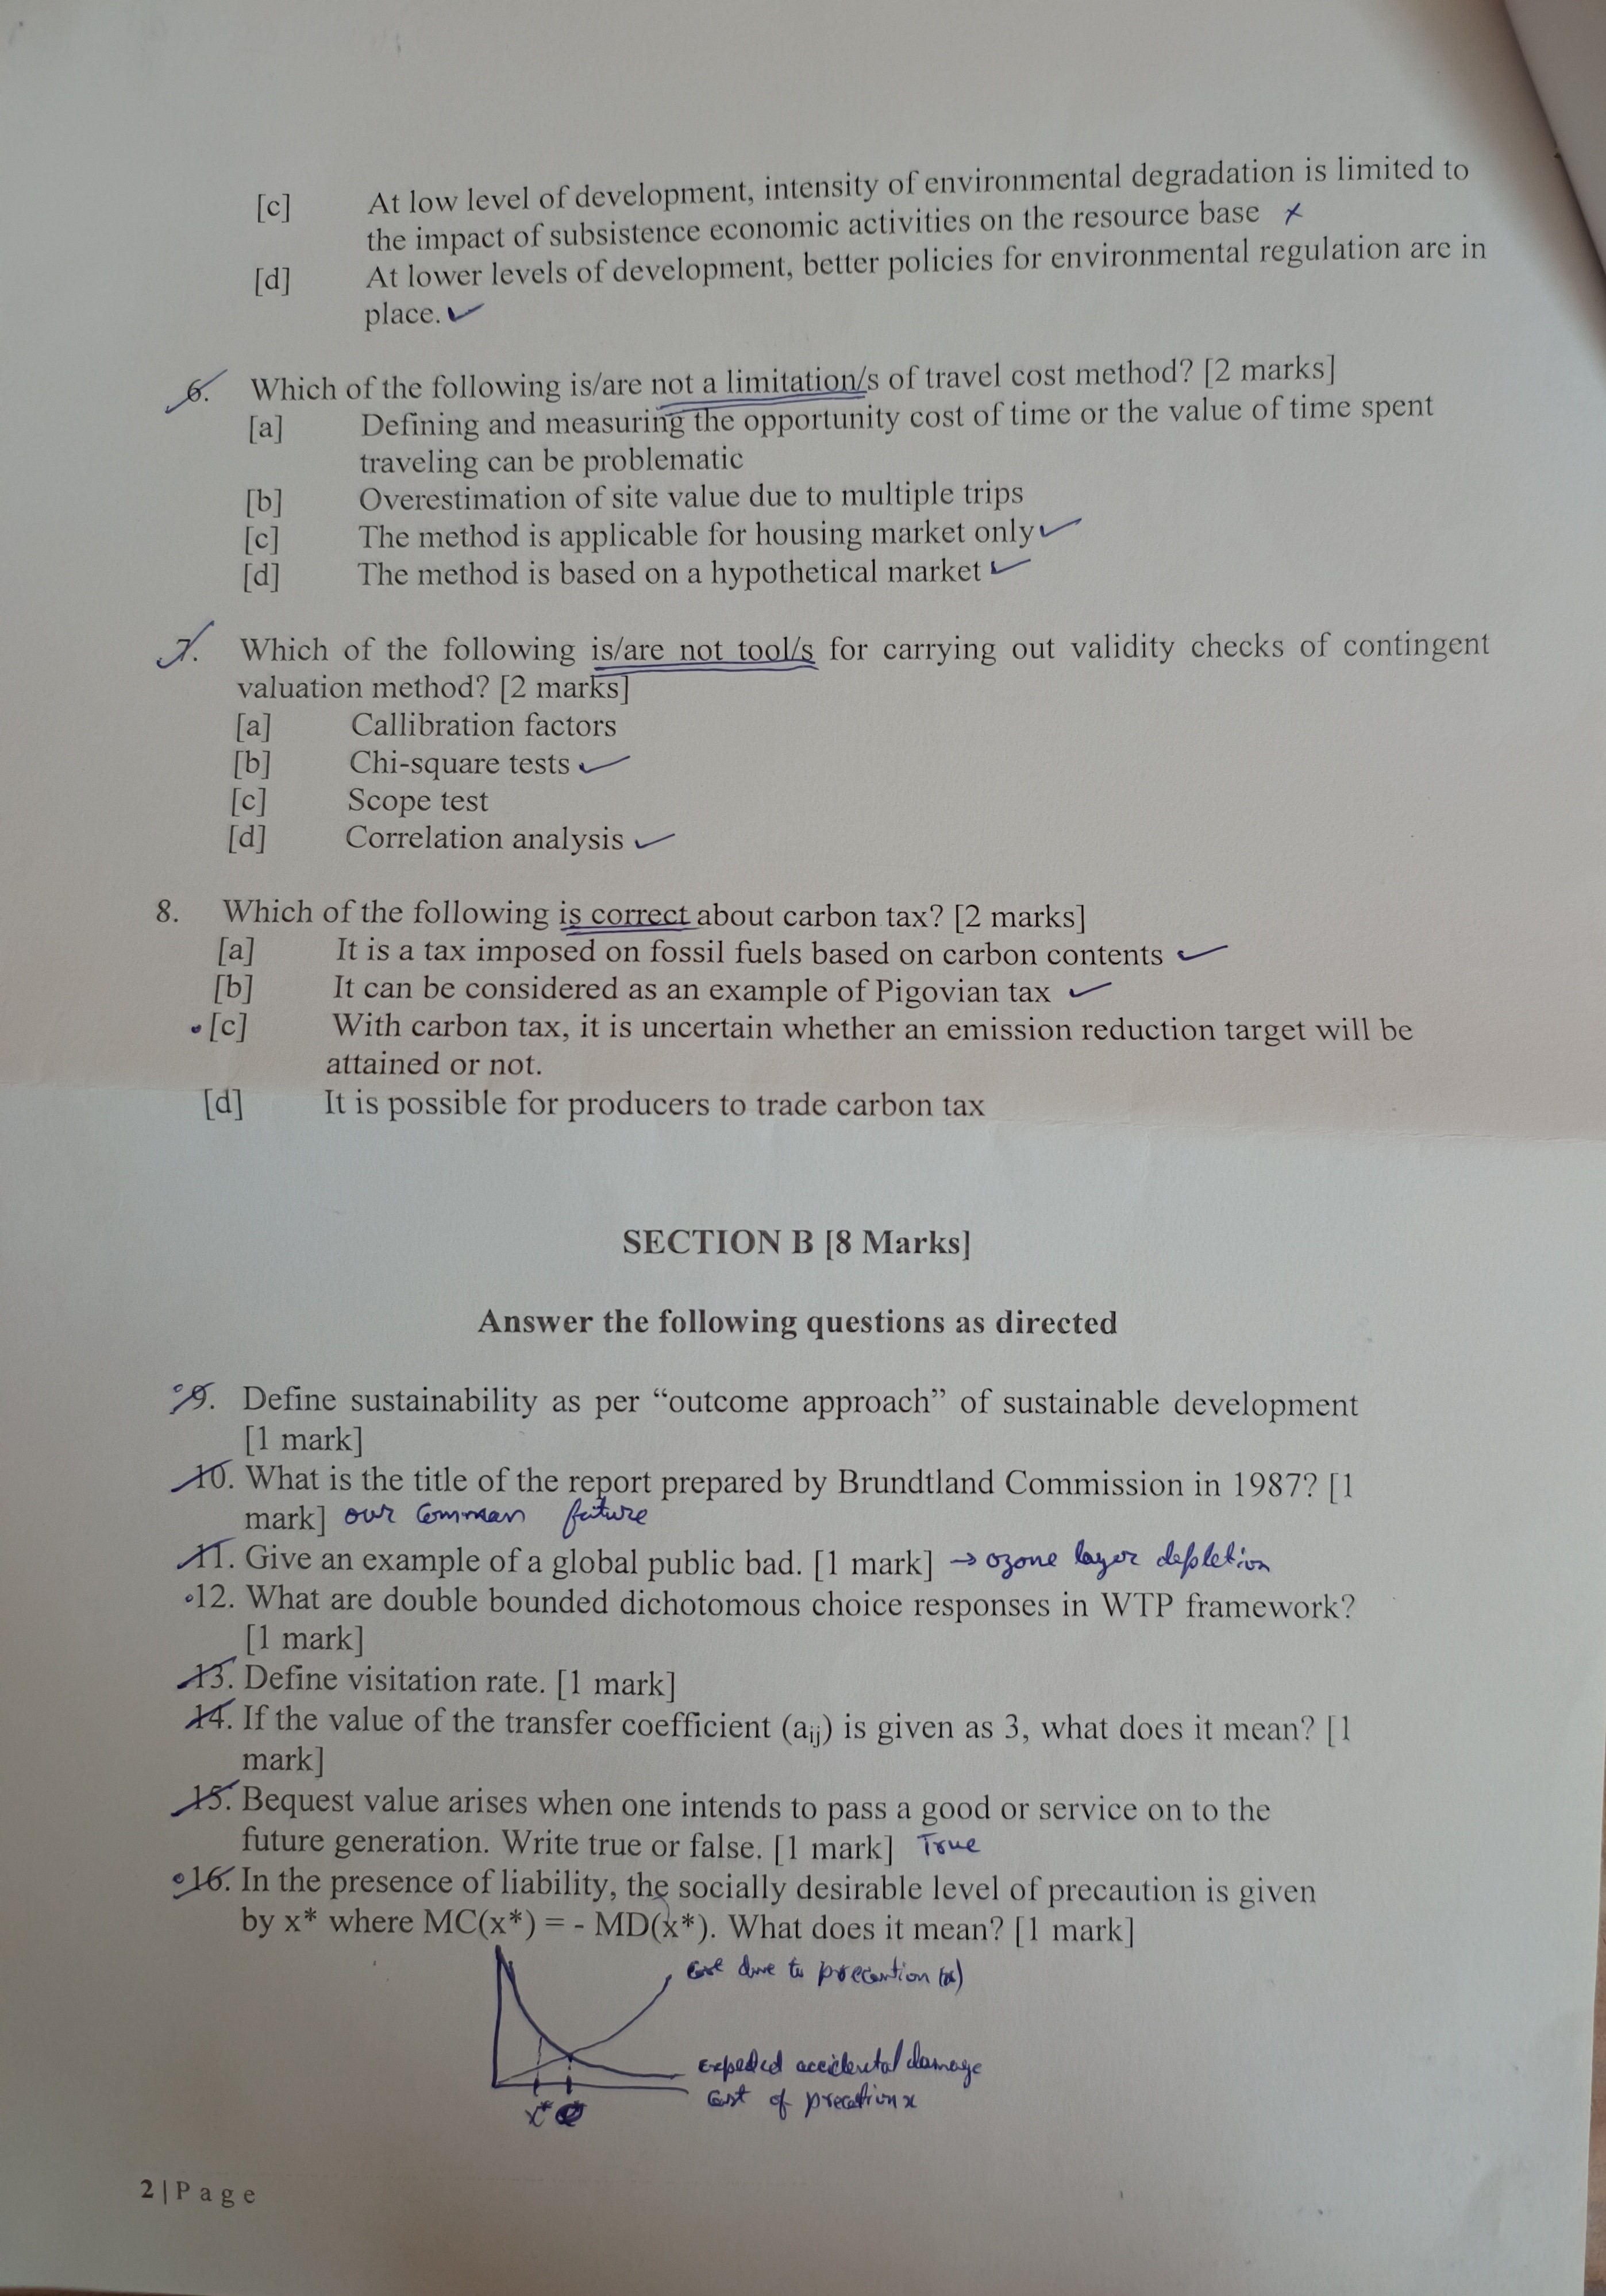 [c] At low level of development, intensity of environmental degradation is limited to
the impact of subsistence economic activities on the resource base x
[d] At lower levels of development, better policies for environmental regulation are in
place. ✓
6. Which of the following is/are not a limitation/s of travel cost method? [2 marks]
[a] Defining and measuring the opportunity cost of time or the value of time spent
traveling can be problematic
[b] Overestimation of site value due to multiple trips
[c] The method is applicable for housing market only ✓
[d] The method is based on a hypothetical market ✓
7. Which of the following is/are not tool/s for carrying out validity checks of contingent
valuation method? [2 marks]
[a] Callibration factors
[b] Chi-square tests ✓
[c] Scope test
[d] Correlation analysis ✓
8. Which of the following is correct about carbon tax? [2 marks]
[a] It is a tax imposed on fossil fuels based on carbon contents ✓
[b] It can be considered as an example of Pigovian tax ✓
[c] With carbon tax, it is uncertain whether an emission reduction target will be
attained or not.
[d] It is possible for producers to trade carbon tax
SECTION B [8 Marks]
Answer the following questions as directed
9. Define sustainability as per “outcome approach” of sustainable development
[1 mark]
10. What is the title of the report prepared by Brundtland Commission in 1987? [1
mark] our Common future
11. Give an example of a global public bad. [1 mark] → ozone layer depletion
12. What are double bounded dichotomous choice responses in WTP framework?
[1 mark]
13. Define visitation rate. [1 mark]
14. If the value of the transfer coefficient (aij) is given as 3, what does it mean? [1
mark]
15. Bequest value arises when one intends to pass a good or service on to the
future generation. Write true or false. [1 mark] True
16. In the presence of liability, the socially desirable level of precaution is given
by x* where MC(x*) = - MD(x*). What does it mean? [1 mark]
due to precaution (x)
Expected accidental damage
Cost of precation x
x*
2 | Page